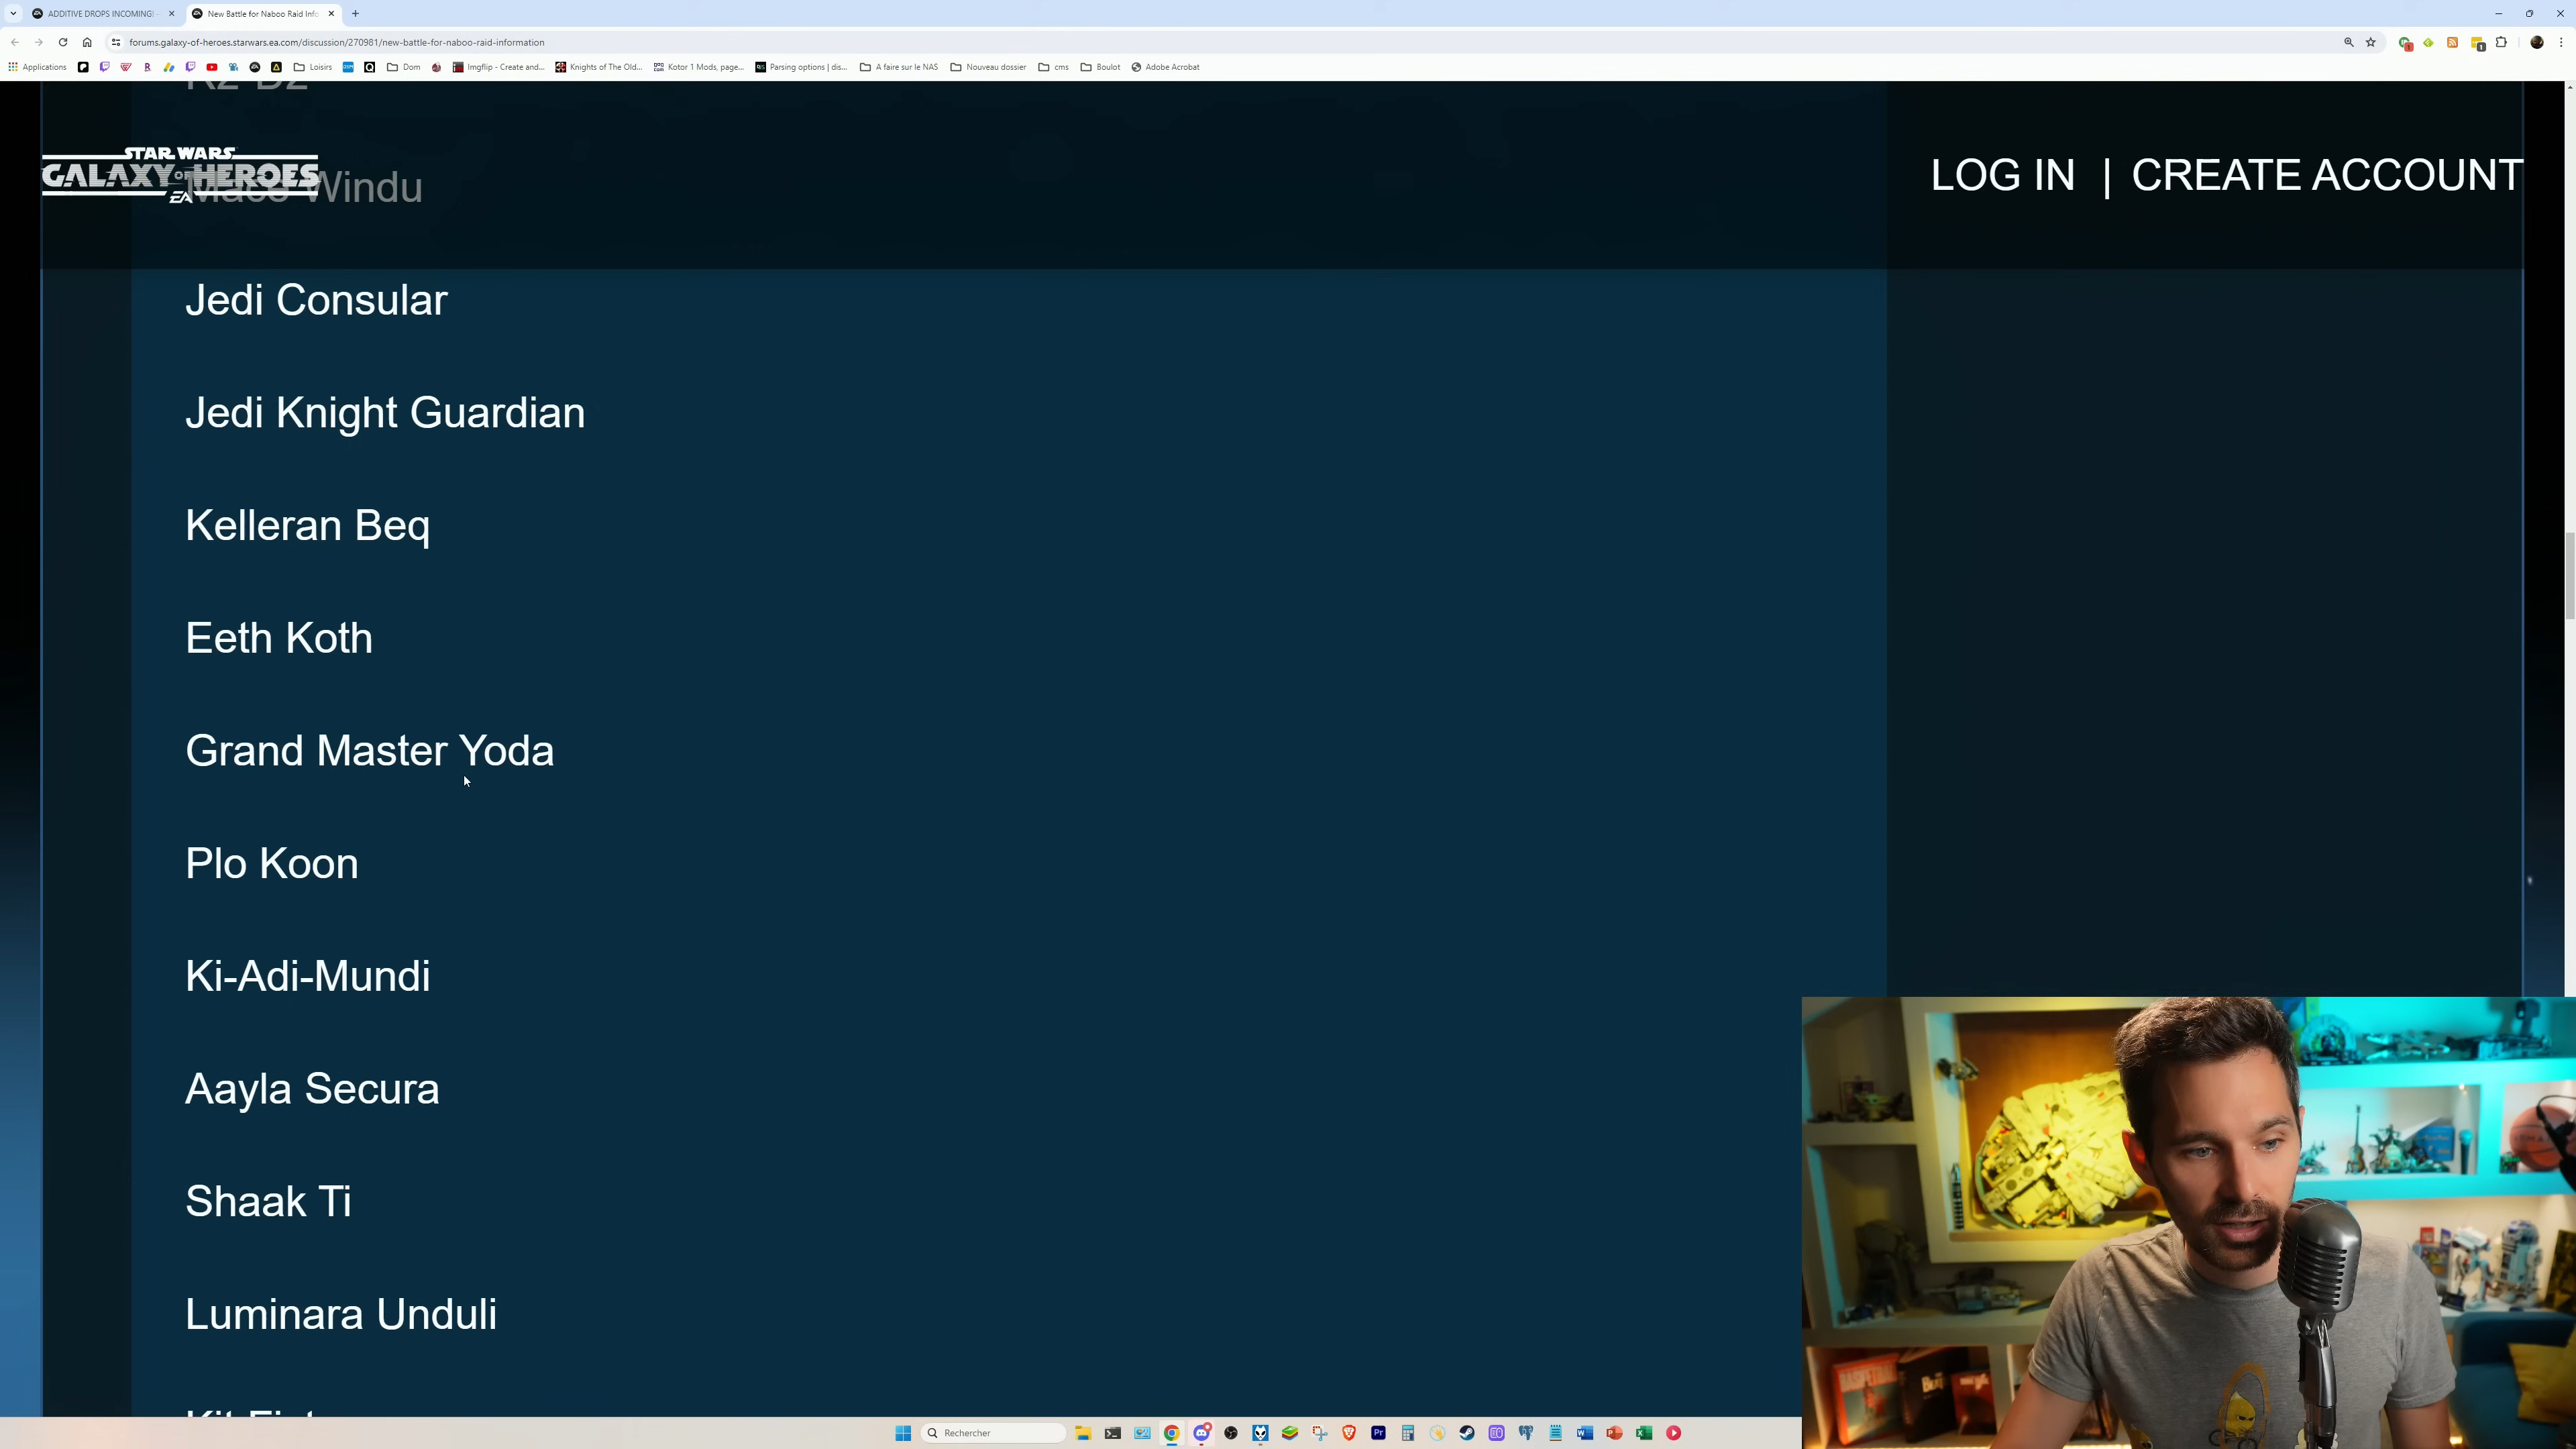 ADDITIVE DROPS INCOMING!
New Battle for Naboo Raid Info
forums.galaxy-of-heroes.starwars.ea.com/discussion/270981/new-battle-for-naboo-raid-information
Applications
Loisirs
Dom
Imgflip - Create and...
Knights of The Old...
Kotor 1 Mods, page...
Parsing options | dis...
A faire sur le NAS
Nouveau dossier
cms
Boulot
Adobe Acrobat
R2-D2
STAR WARS
GALAXY OF HEROES
EA
Mace Windu
LOG IN | CREATE ACCOUNT
Jedi Consular
Jedi Knight Guardian
Kelleran Beq
Eeth Koth
Grand Master Yoda
Plo Koon
Ki-Adi-Mundi
Aayla Secura
Shaak Ti
Luminara Unduli
Rechercher